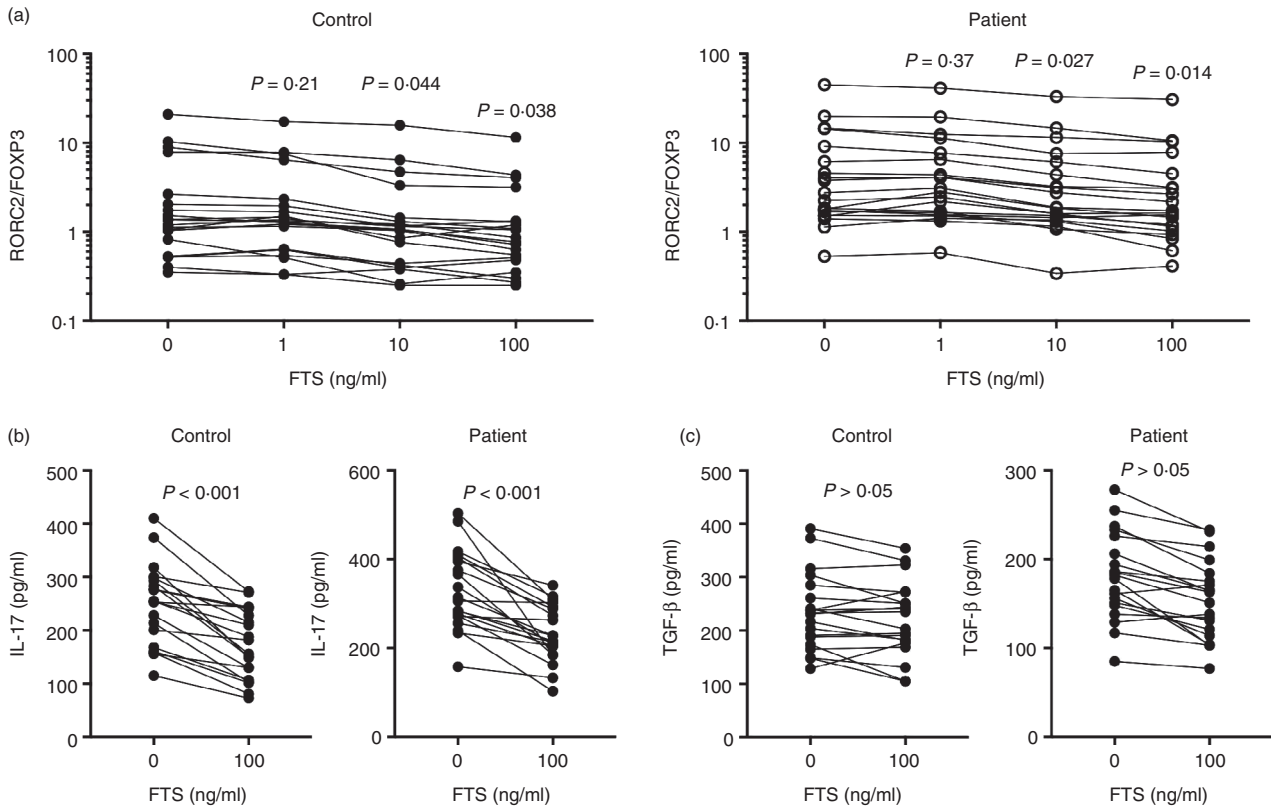 (a)
Control
RORC2/FOXP3
100
10
1
0·1
P = 0·21
P = 0·044
P = 0·038
0
1
10
100
FTS (ng/ml)
Patient
RORC2/FOXP3
100
10
1
0·1
P = 0·37
P = 0·027
P = 0·014
0
1
10
100
FTS (ng/ml)
(b)
Control
IL-17 (pg/ml)
500
400
300
200
100
0
P < 0·001
0
100
FTS (ng/ml)
Patient
IL-17 (pg/ml)
600
400
200
0
P < 0·001
0
100
FTS (ng/ml)
(c)
Control
TGF-β (pg/ml)
500
400
300
200
100
0
P > 0·05
0
100
FTS (ng/ml)
Patient
TGF-β (pg/ml)
300
200
100
0
P > 0·05
0
100
FTS (ng/ml)